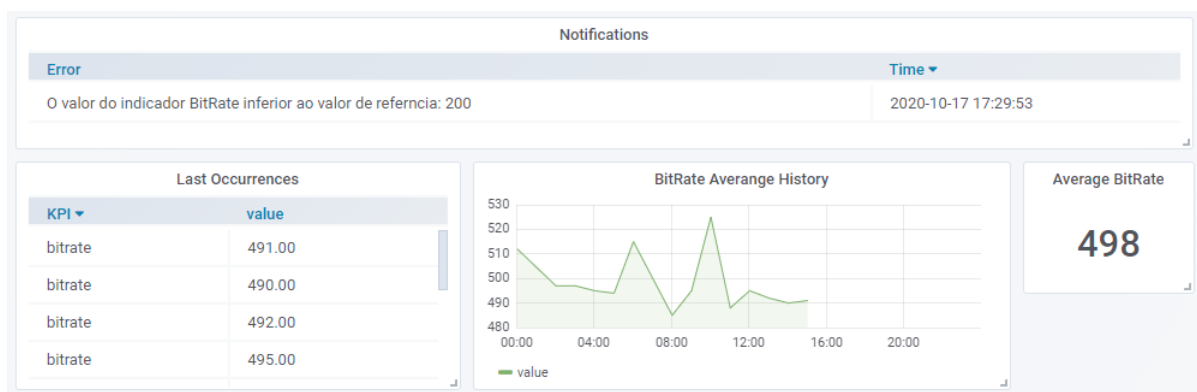 Notifications
Error Time
O valor do indicador BitRate inferior ao valor de referncia: 200 2020-10-17 17:29:53
Last Occurrences
KPI value
bitrate 491.00
bitrate 490.00
bitrate 492.00
bitrate 495.00
BitRate Averange History
530
520
510
500
490
480
00:00 04:00 08:00 12:00 16:00 20:00
value
Average BitRate
498